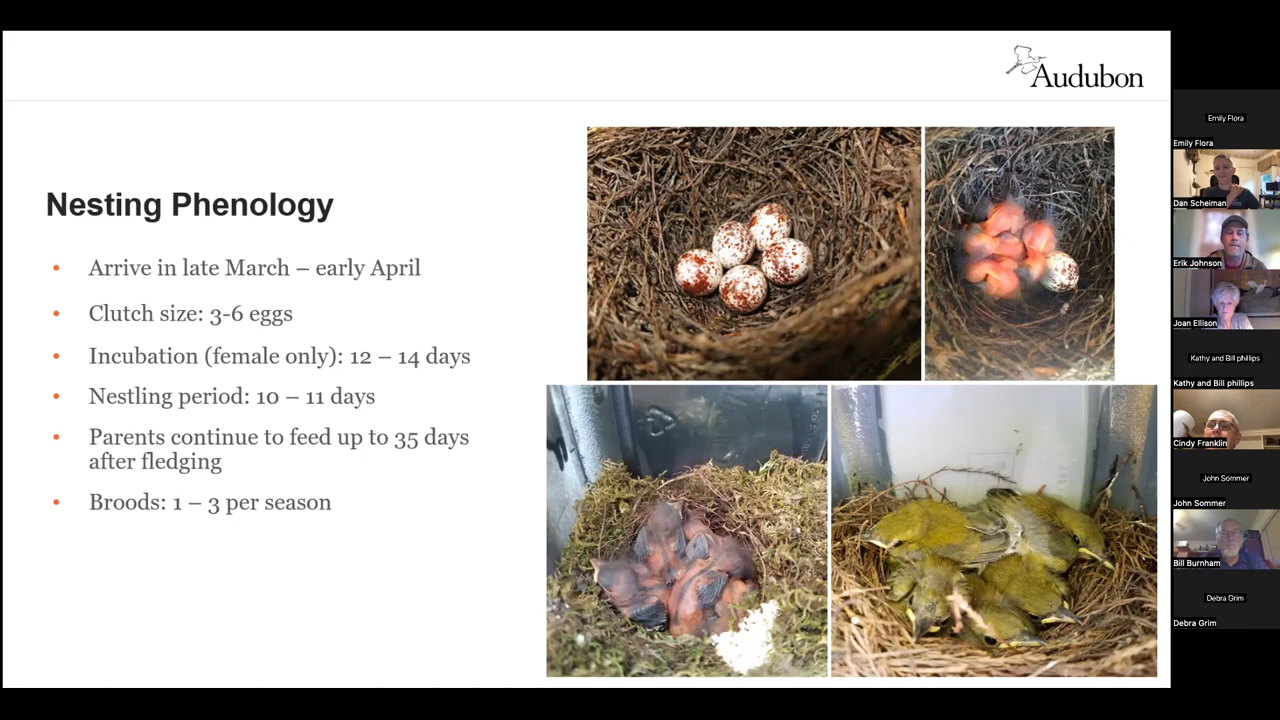 Audubon
Nesting Phenology
• Arrive in late March – early April
• Clutch size: 3-6 eggs
• Incubation (female only): 12 – 14 days
• Nestling period: 10 – 11 days
• Parents continue to feed up to 35 days
after fledging
• Broods: 1 – 3 per season
Emily Flora
Emily Flora
Dan Scheiman
Erik Johnson
Joan Ellison
Kathy and Bill phillips
Kathy and Bill phillips
Cindy Franklin
John Sommer
John Sommer
Bill Burnham
Debra Grim
Debra Grim